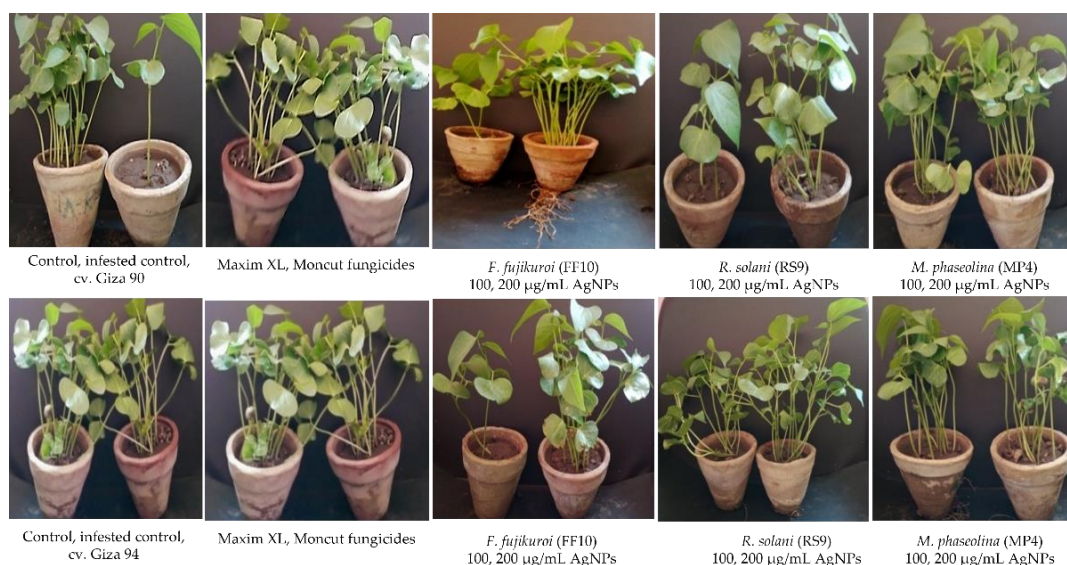 Control, infested control,
cv. Giza 90
Maxim XL, Moncut fungicides
F. fujikuroi (FF10)
100, 200 µg/mL AgNPs
R. solani (RS9)
100, 200 µg/mL AgNPs
M. phaseolina (MP4)
100, 200 µg/mL AgNPs
Control, infested control,
cv. Giza 94
Maxim XL, Moncut fungicides
F. fujikuroi (FF10)
100, 200 µg/mL AgNPs
R. solani (RS9)
100, 200 µg/mL AgNPs
M. phaseolina (MP4)
100, 200 µg/mL AgNPs